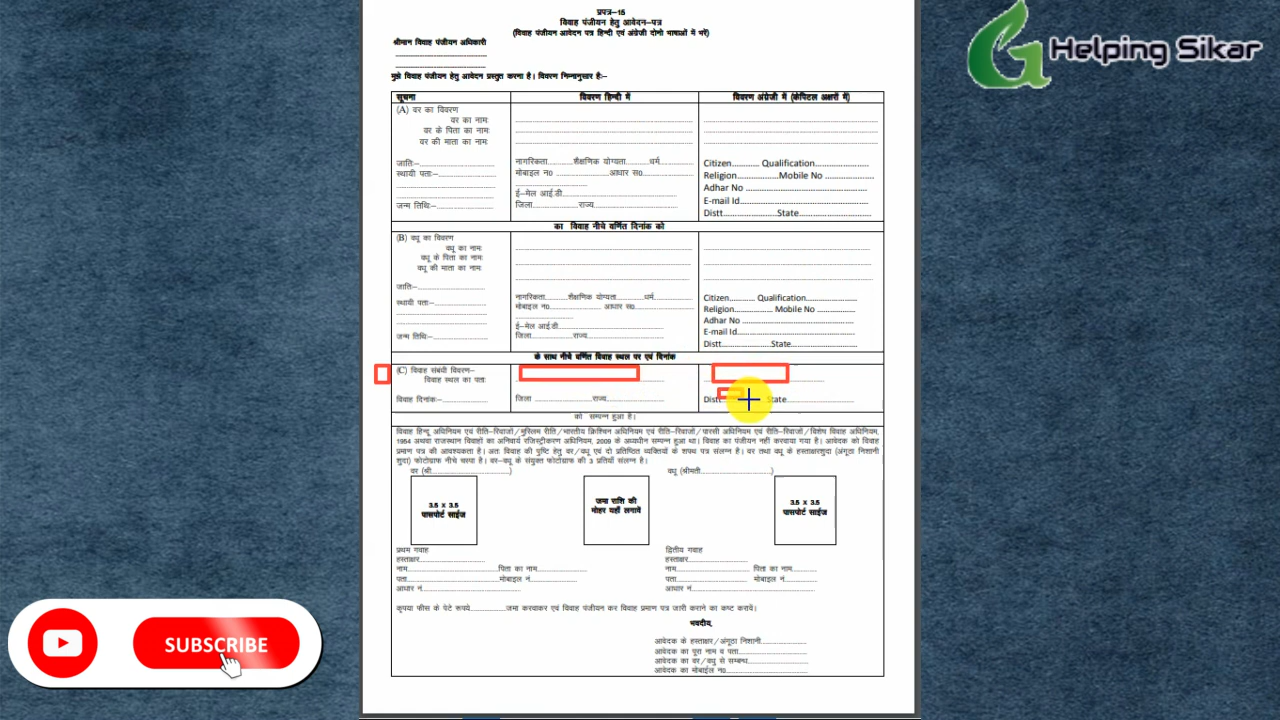 Helping Sikar
प्रपत्र–15
विवाह पंजीयन हेतु आवेदन–पत्र
(विवाह पंजीयन आवेदन पत्र हिन्दी एवं अंग्रेजी दोनो भाषाओं में भरें)
श्रीमान विवाह पंजीयन अधिकारी
मुझे विवाह पंजीयन हेतु आवेदन प्रस्तुत करना है। विवरण निम्नानुसार हैः–
सूचना विवरण हिन्दी में विवरण अंग्रेजी में (केपिटल अक्षरों में)
(A) वर का विवरण
वर का नामः
वर के पिता का नामः
वर की माता का नामः
जातिः–
स्थायी पताः–
जन्म तिथिः–
नागरिकता............शैक्षणिक योग्यता............धर्म............
मोबाइल न0 ............आधार स0............
ई–मेल आई.डी............
जिला............राज्य............
Citizen............ Qualification............
Religion............Mobile No ............
Adhar No ............
E-mail Id............
Distt............State............
का विवाह नीचे वर्णित दिनांक को
(B) वधू का विवरण
वधू का नामः
वधू के पिता का नामः
वधू की माता का नामः
जातिः–
स्थायी पताः–
जन्म तिथिः–
नागरिकता............शैक्षणिक योग्यता............धर्म............
मोबाइल न0............ आधार स0............
ई–मेल आई.डी............
जिला............राज्य............
Citizen............ Qualification............
Religion............ Mobile No ............
Adhar No ............
E-mail Id............
Distt............State............
के साथ नीचे वर्णित विवाह स्थल पर एवं दिनांक
(C) विवाह संबंधी विवरण–
विवाह स्थल का पताः
विवाह दिनांकः– जिला ............राज्य............ Distt State............
को सम्पन्न हुआ है।
विवाह हिन्दू अधिनियम एवं रीति–रिवाजों/मुस्लिम रीति/भारतीय क्रिश्चिन अधिनियम एवं रीति–रिवाजों/पारसी अधिनियम एवं रीति–रिवाजों/विशेष विवाह अधिनियम,
1954 अथवा राजस्थान विवाहों का अनिवार्य रजिस्ट्रीकरण अधिनियम, 2009 के अध्यधीन सम्पन्न हुआ था। विवाह का पंजीयन नहीं करवाया गया है। आवेदक को विवाह
प्रमाण पत्र की आवश्यकता है। अतः विवाह की पुष्टि हेतु वर/वधू एवं दो प्रतिष्ठित व्यक्तियों के शपथ पत्र संलग्न है। वर तथा वधू के हस्ताक्षरशुदा (अंगूठा निशानी
शुदा) फोटोग्राफ नीचे चस्पा है। वर–वधू के संयुक्त फोटोग्राफ की 3 प्रतियाँ संलग्न है।
वर (श्री............) वधू (श्रीमती............)
3.5 X 3.5
पासपोर्ट साईज
जमा राशि की
मोहर यहाँ लगायें
3.5 X 3.5
पासपोर्ट साईज
प्रथम गवाह
हस्ताक्षर............
नाम............पिता का नाम............
पता............मोबाइल नं............
आधार नं............
द्वितीय गवाह
हस्ताक्षर............
नाम............ पिता का नाम............
पता............ मोबाईल नं............
आधार नं............
कृपया फीस के पेटे रूपये............जमा करवाकर एवं विवाह पंजीयन कर विवाह प्रमाण पत्र जारी कराने का कष्ट करावें।
भवदीय,
आवेदक के हस्ताक्षर/अंगूठा निशानी............
आवेदक का पूरा नाम व पता............
आवेदक का वर/वधु से सम्बन्ध............
आवेदक का मोबाईल न0............
SUBSCRIBE